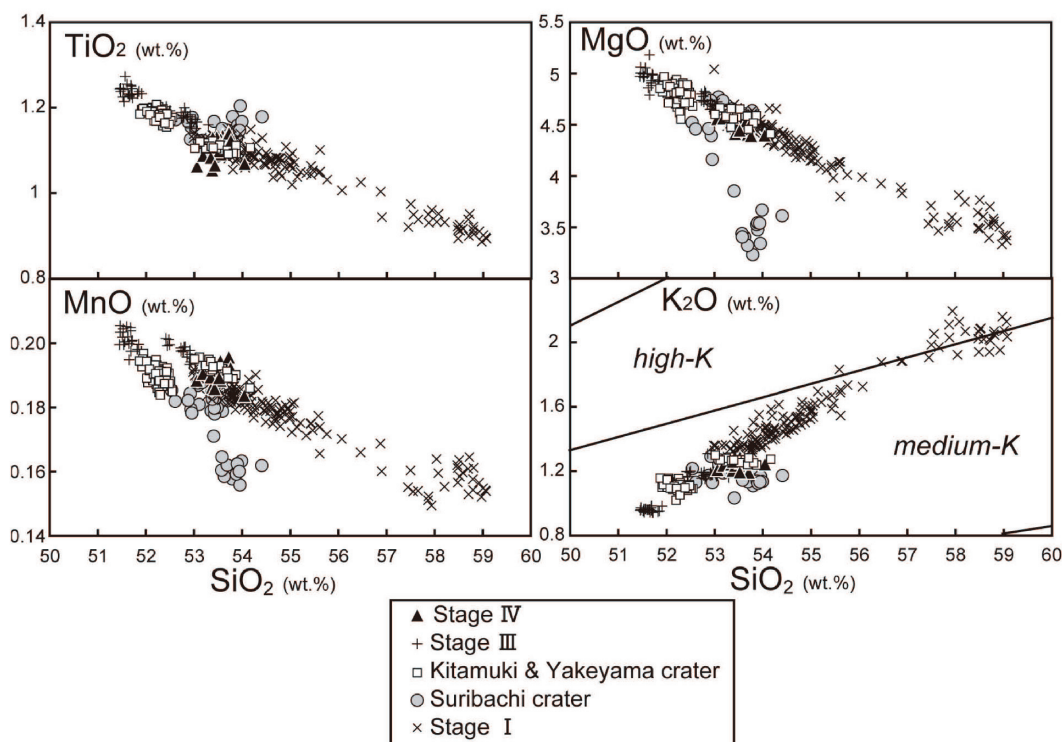 1.4
1.2
1
0.8
TiO2 (wt.%)
5.5
5
4.5
4
3.5
3
MgO (wt.%)
0.20
0.18
0.16
0.14
MnO (wt.%)
50 51 52 53 54 55 56 57 58 59 60
SiO2 (wt.%)
2.4
2.0
1.6
1.2
0.8
K2O (wt.%)
high-K
medium-K
50 51 52 53 54 55 56 57 58 59 60
SiO2 (wt.%)
Stage Ⅳ
Stage Ⅲ
Kitamuki & Yakeyama crater
Suribachi crater
Stage Ⅰ